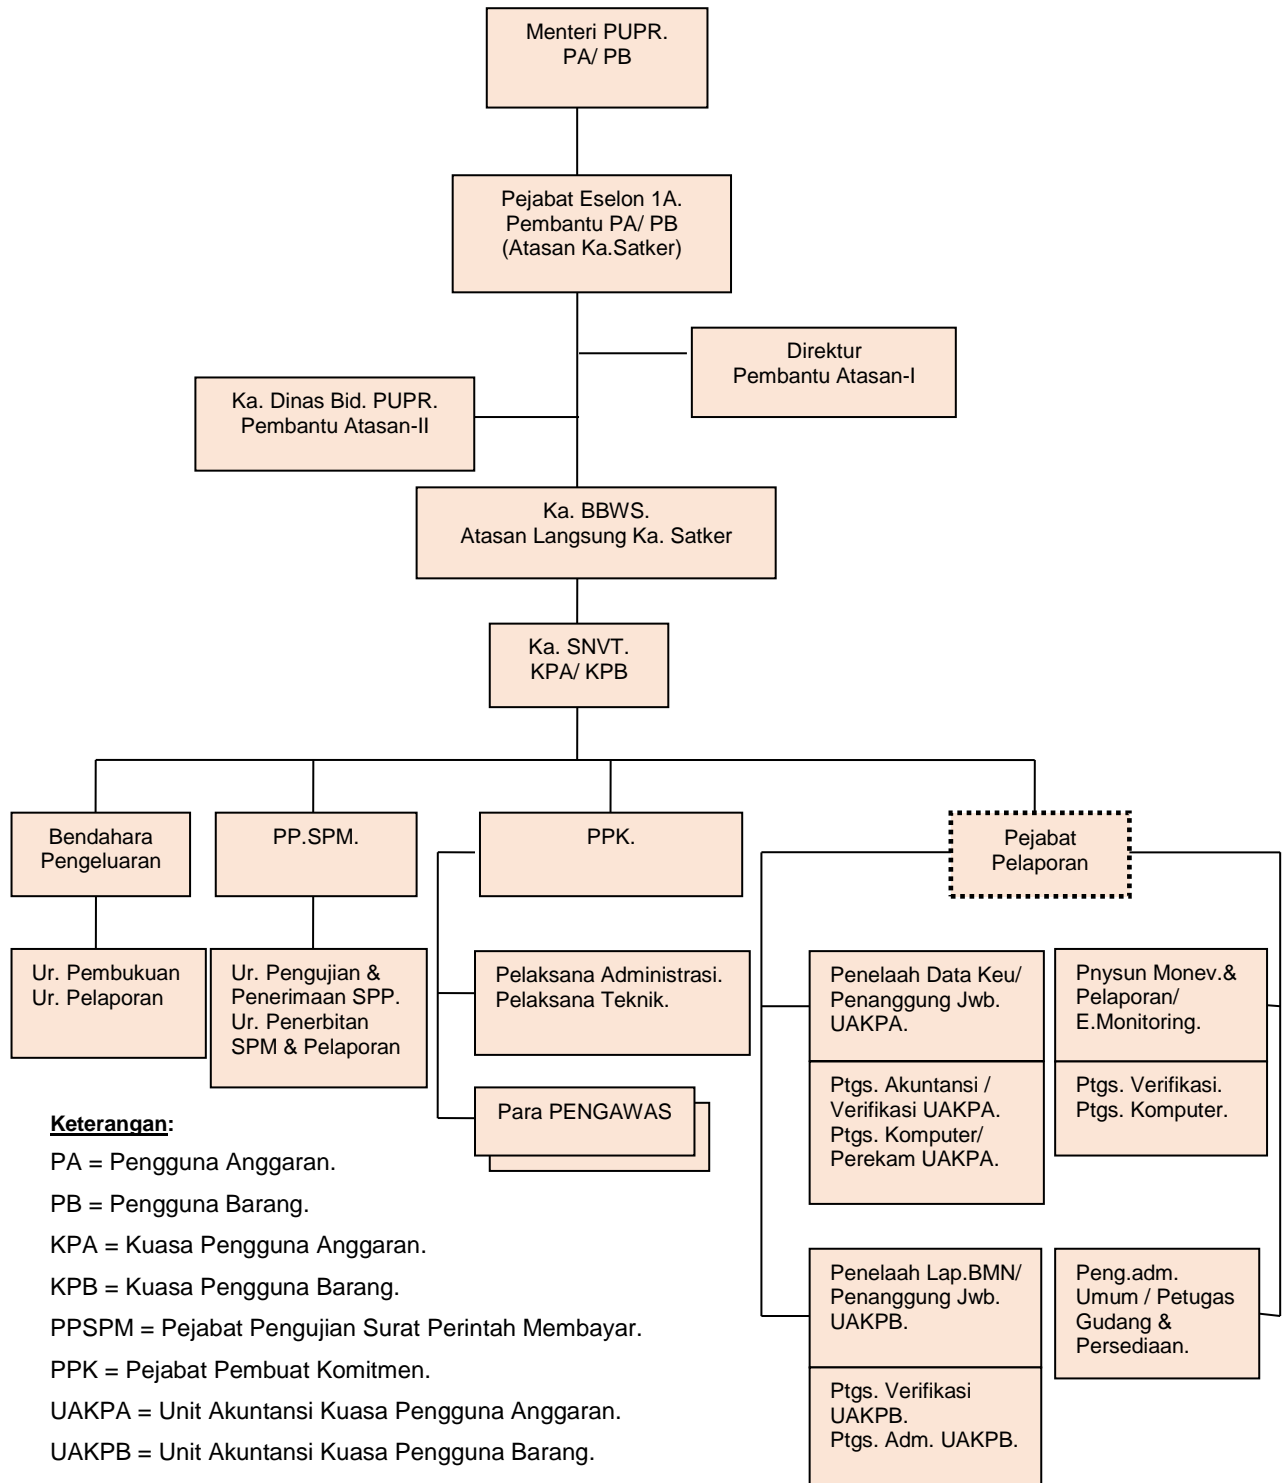 Menteri PUPR.
PA/ PB
Pejabat Eselon 1A.
Pembantu PA/ PB
(Atasan Ka.Satker)
Direktur
Pembantu Atasan-I
Ka. Dinas Bid. PUPR.
Pembantu Atasan-II
Ka. BBWS.
Atasan Langsung Ka. Satker
Ka. SNVT.
KPA/ KPB
Bendahara
Pengeluaran
PP.SPM.
PPK.
Pejabat
Pelaporan
Ur. Pembukuan
Ur. Pelaporan
Ur. Pengujian &
Penerimaan SPP.
Ur. Penerbitan
SPM & Pelaporan
Pelaksana Administrasi.
Pelaksana Teknik.
Para PENGAWAS
Penelaah Data Keu/
Penanggung Jwb.
UAKPA.
Ptgs. Akuntansi /
Verifikasi UAKPA.
Ptgs. Komputer/
Perekam UAKPA.
Pnysun Monev.&
Pelaporan/
E.Monitoring.
Ptgs. Verifikasi.
Ptgs. Komputer.
Penelaah Lap.BMN/
Penanggung Jwb.
UAKPB.
Ptgs. Verifikasi
UAKPB.
Ptgs. Adm. UAKPB.
Peng.adm.
Umum / Petugas
Gudang &
Persediaan.
Keterangan:
PA = Pengguna Anggaran.
PB = Pengguna Barang.
KPA = Kuasa Pengguna Anggaran.
KPB = Kuasa Pengguna Barang.
PPSPM = Pejabat Pengujian Surat Perintah Membayar.
PPK = Pejabat Pembuat Komitmen.
UAKPA = Unit Akuntansi Kuasa Pengguna Anggaran.
UAKPB = Unit Akuntansi Kuasa Pengguna Barang.